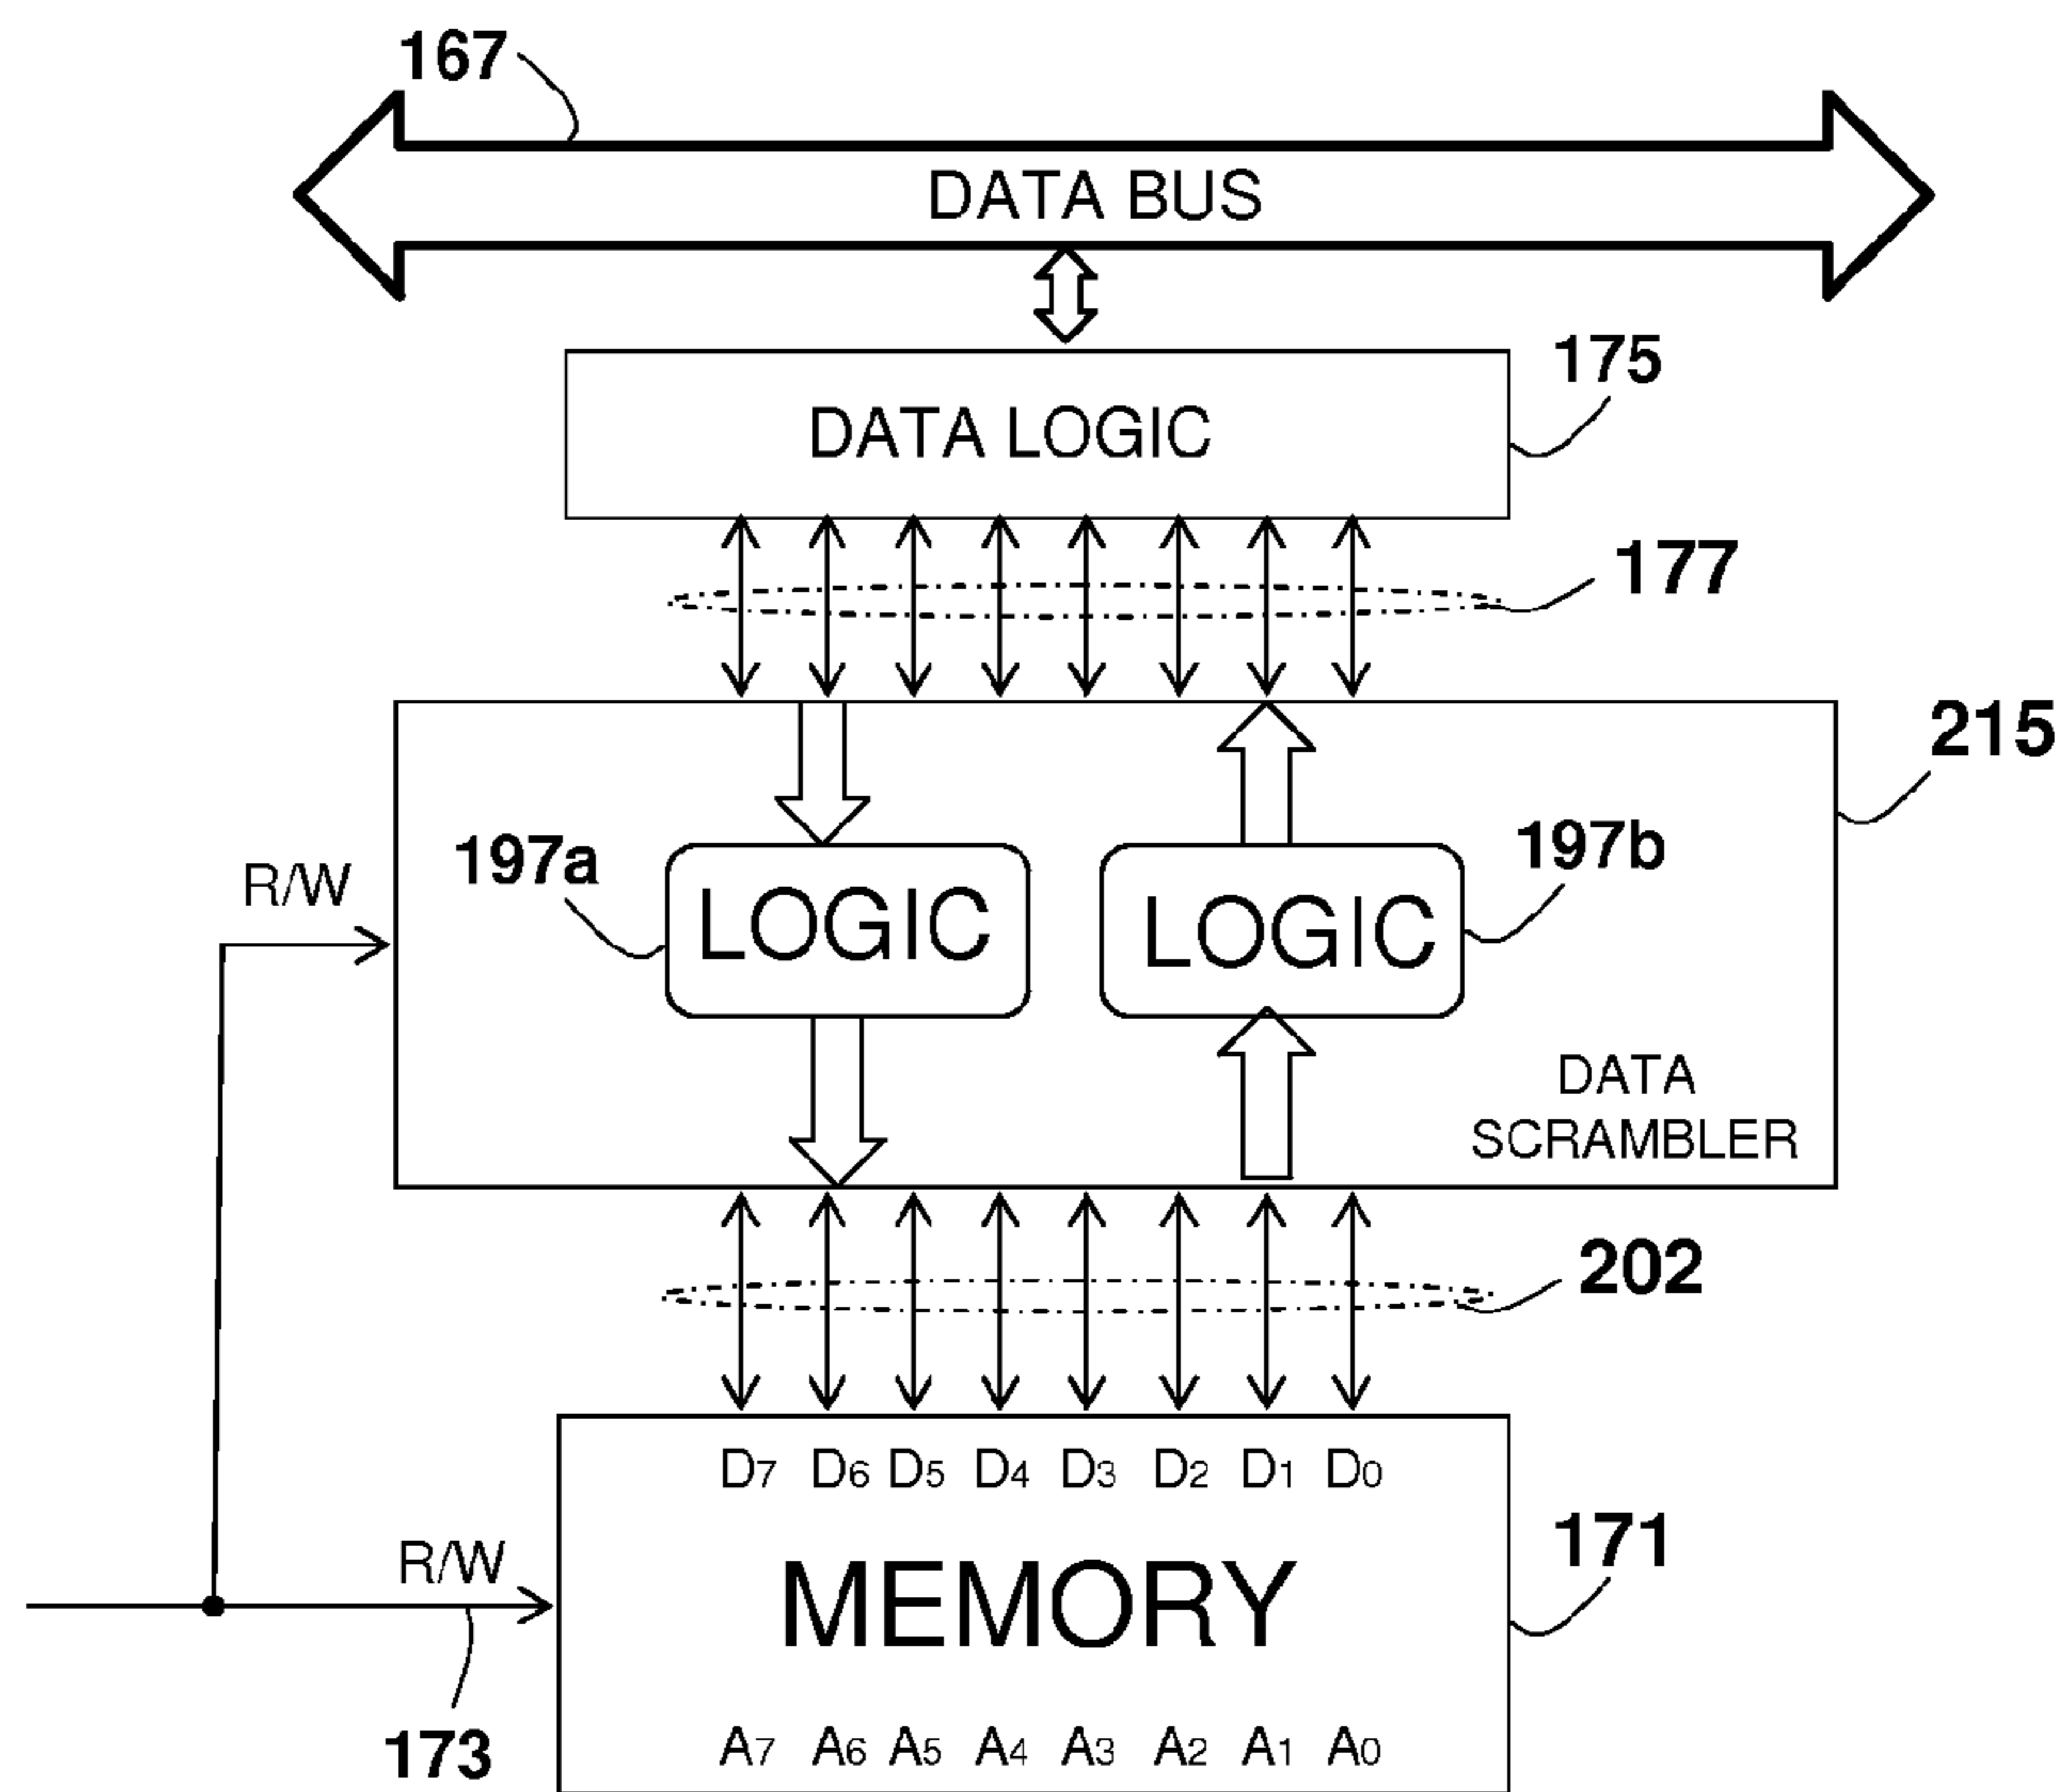 167
DATA BUS
175
DATA LOGIC
177
215
197a
197b
R/W
LOGIC
LOGIC
DATA
SCRAMBLER
202
D7 D6 D5 D4 D3 D2 D1 D0
171
R/W
MEMORY
173
A7 A6 A5 A4 A3 A2 A1 A0